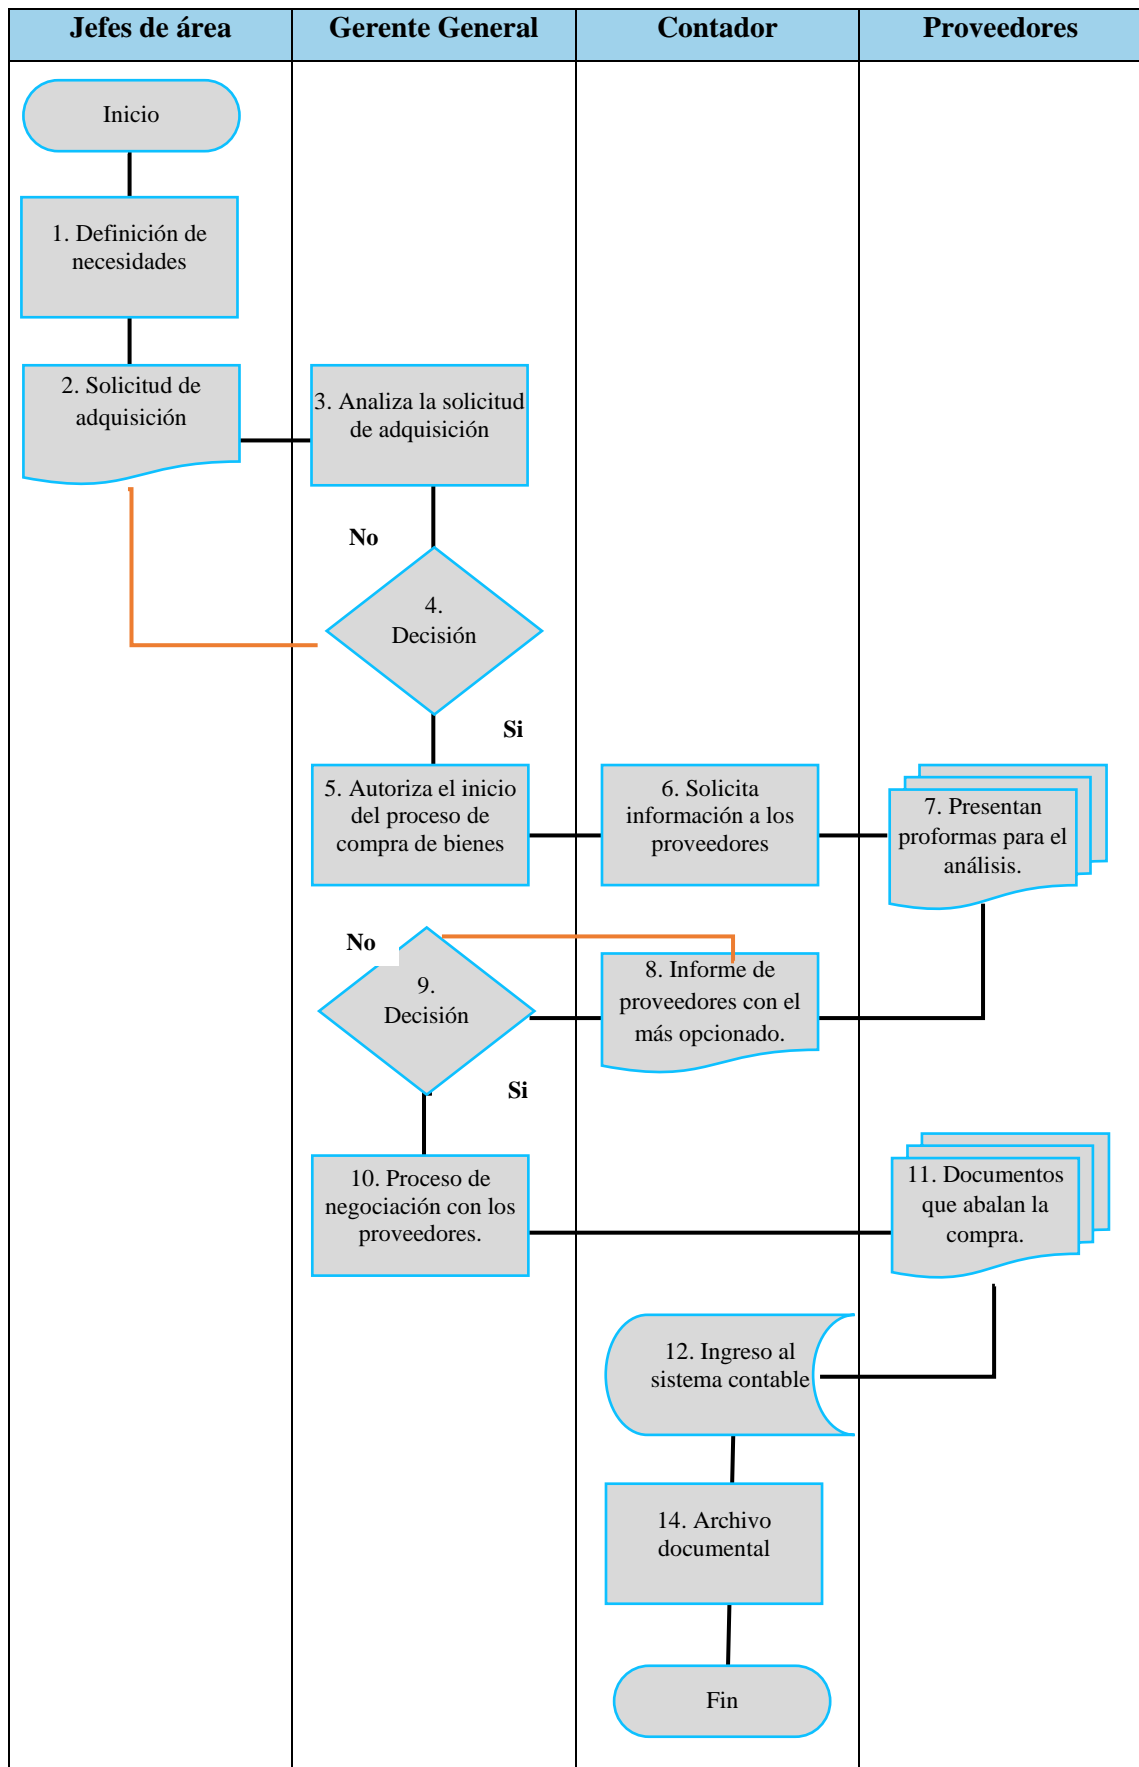 Jefes de área
Gerente General
Contador
Proveedores
Inicio
1. Definición de
necesidades
2. Solicitud de
adquisición
3. Analiza la solicitud
de adquisición
No
4.
Decisión
Si
5. Autoriza el inicio
del proceso de
compra de bienes
6. Solicita
información a los
proveedores
7. Presentan
proformas para el
análisis.
No
9.
Decisión
8. Informe de
proveedores con el
más opcionado.
Si
10. Proceso de
negociación con los
proveedores.
11. Documentos
que abalan la
compra.
12. Ingreso al
sistema contable
14. Archivo
documental
Fin